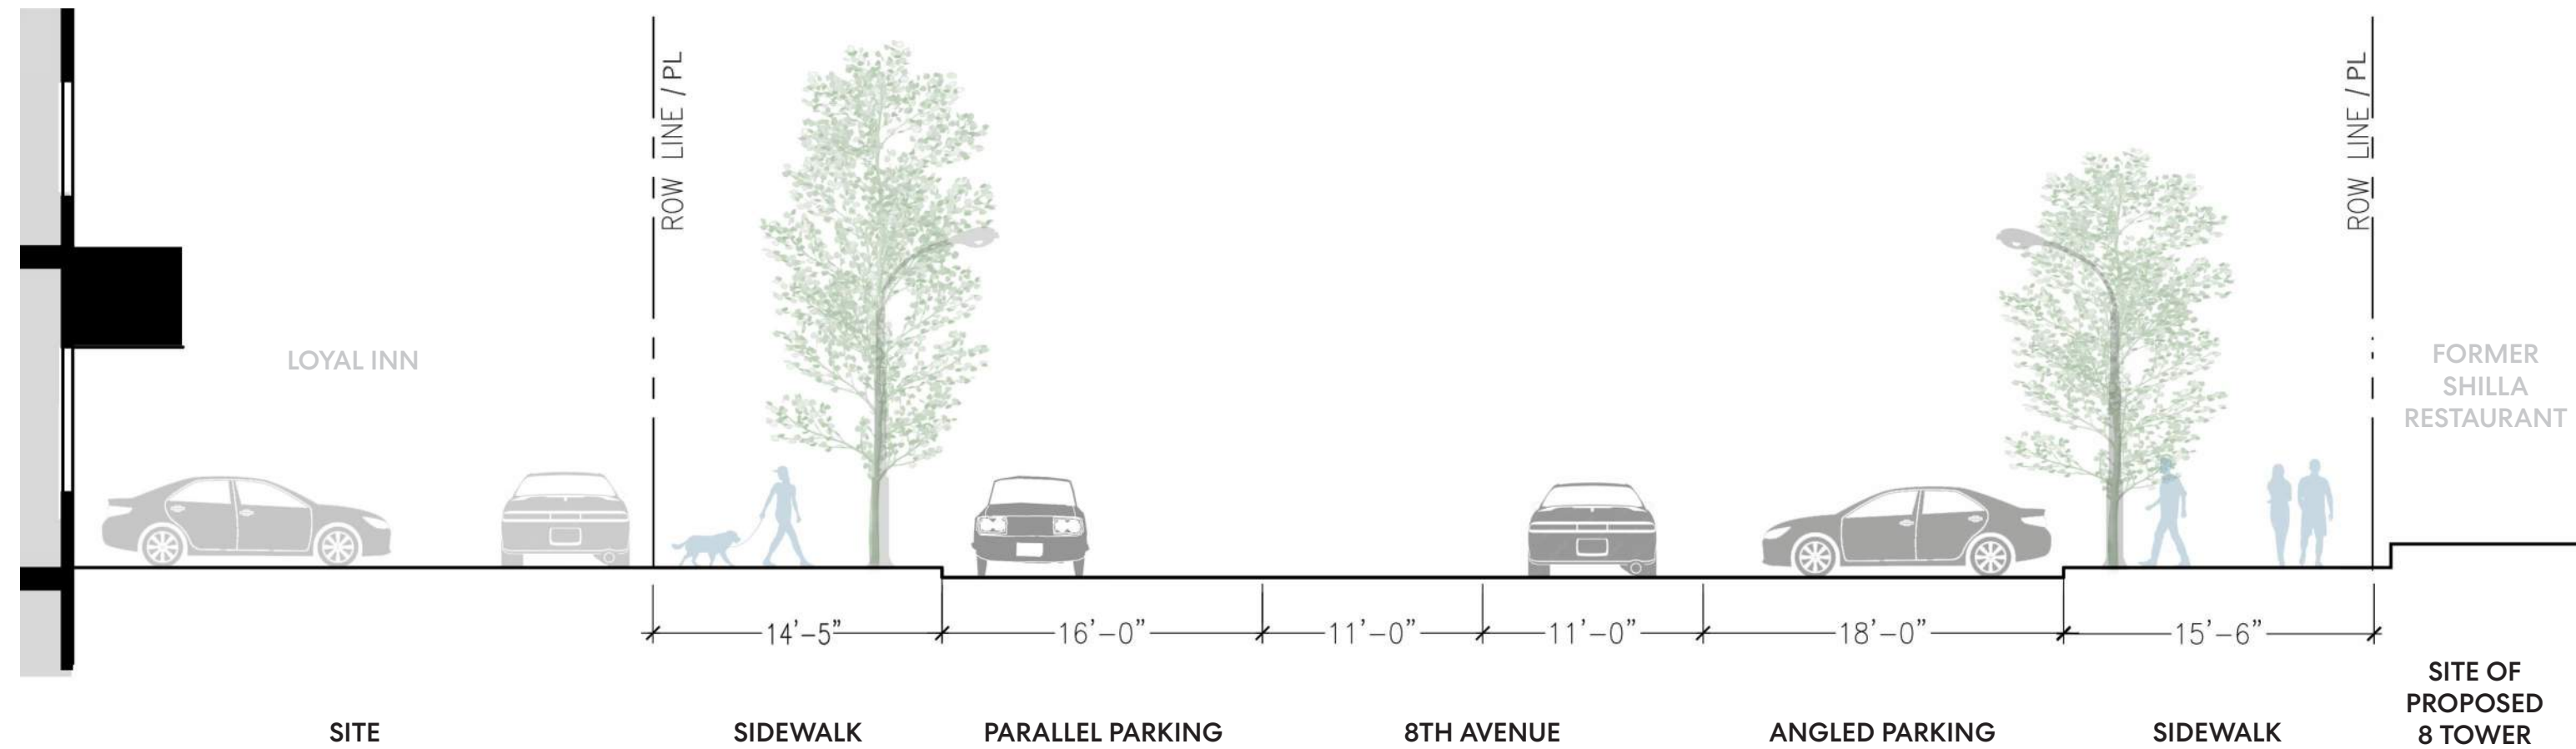 ROW LINE / PL
ROW LINE / PL
LOYAL INN
FORMER
SHILLA
RESTAURANT
14'-5"
16'-0"
11'-0"
11'-0"
18'-0"
15'-6"
SITE
SIDEWALK
PARALLEL PARKING
8TH AVENUE
ANGLED PARKING
SIDEWALK
SITE OF
PROPOSED
8 TOWER